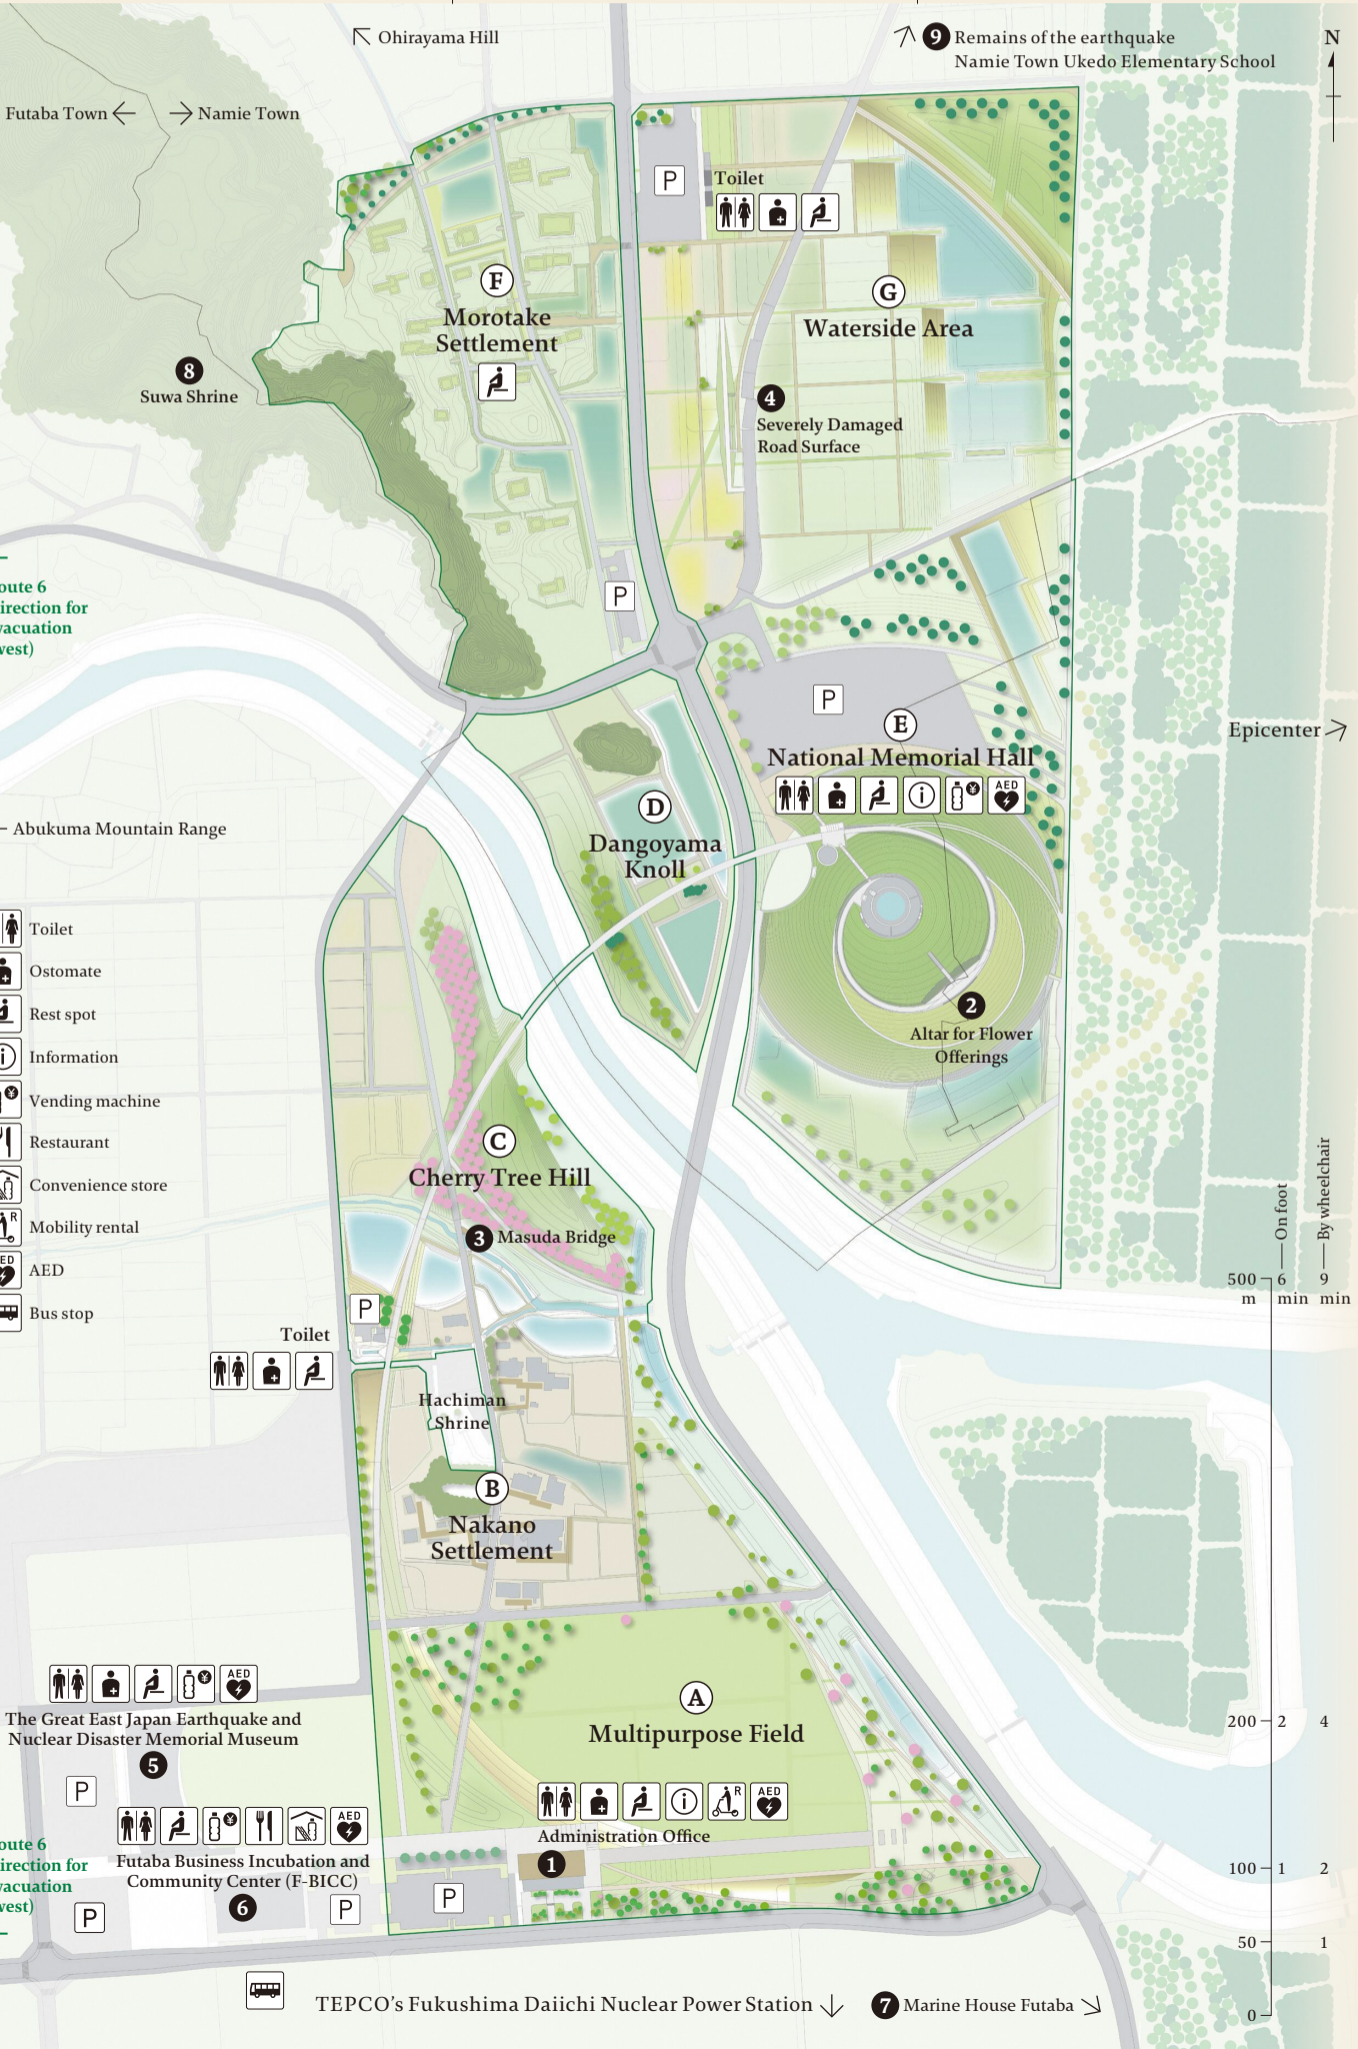 Ohirayama Hill
9 Remains of the earthquake
Namie Town Ukedo Elementary School
N
Futaba Town
Namie Town
P
Toilet
F
Morotake
Settlement
G
Waterside Area
8
Suwa Shrine
4
Severely Damaged
Road Surface
oute 6
irection for
vacuation
vest)
P
P
E
National Memorial Hall
i
¥
AED
Epicenter
D
Dangoyama
Knoll
Abukuma Mountain Range
Toilet
Ostomate
Rest spot
i
Information
¥
Vending machine
Restaurant
Convenience store
R
Mobility rental
ED
AED
Bus stop
2
Altar for Flower
Offerings
C
Cherry Tree Hill
3 Masuda Bridge
P
Toilet
Hachiman
Shrine
B
Nakano
Settlement
On foot
By wheelchair
500 6 9
m min min
200 2 4
100 1 2
50 1
0
A
Multipurpose Field
i
R
AED
Administration Office
1
P
¥
AED
The Great East Japan Earthquake and
Nuclear Disaster Memorial Museum
5
P
¥
AED
Futaba Business Incubation and
Community Center (F-BICC)
6
P
P
oute 6
irection for
vacuation
vest)
TEPCO's Fukushima Daiichi Nuclear Power Station
7 Marine House Futaba